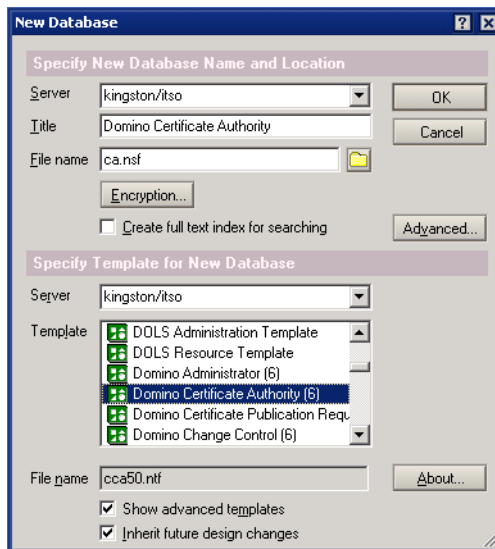 New Database
Specify New Database Name and Location
Server kingston/itso OK
Title Domino Certificate Authority Cancel
File name ca.nsf
Encryption...
Create full text index for searching Advanced...
Specify Template for New Database
Server kingston/itso
Template DOLS Administration Template
DOLS Resource Template
Domino Administrator (6)
Domino Certificate Authority (6)
Domino Certificate Publication Requ
Domino Change Control (6)
File name cca50.ntf About...
Show advanced templates
Inherit future design changes